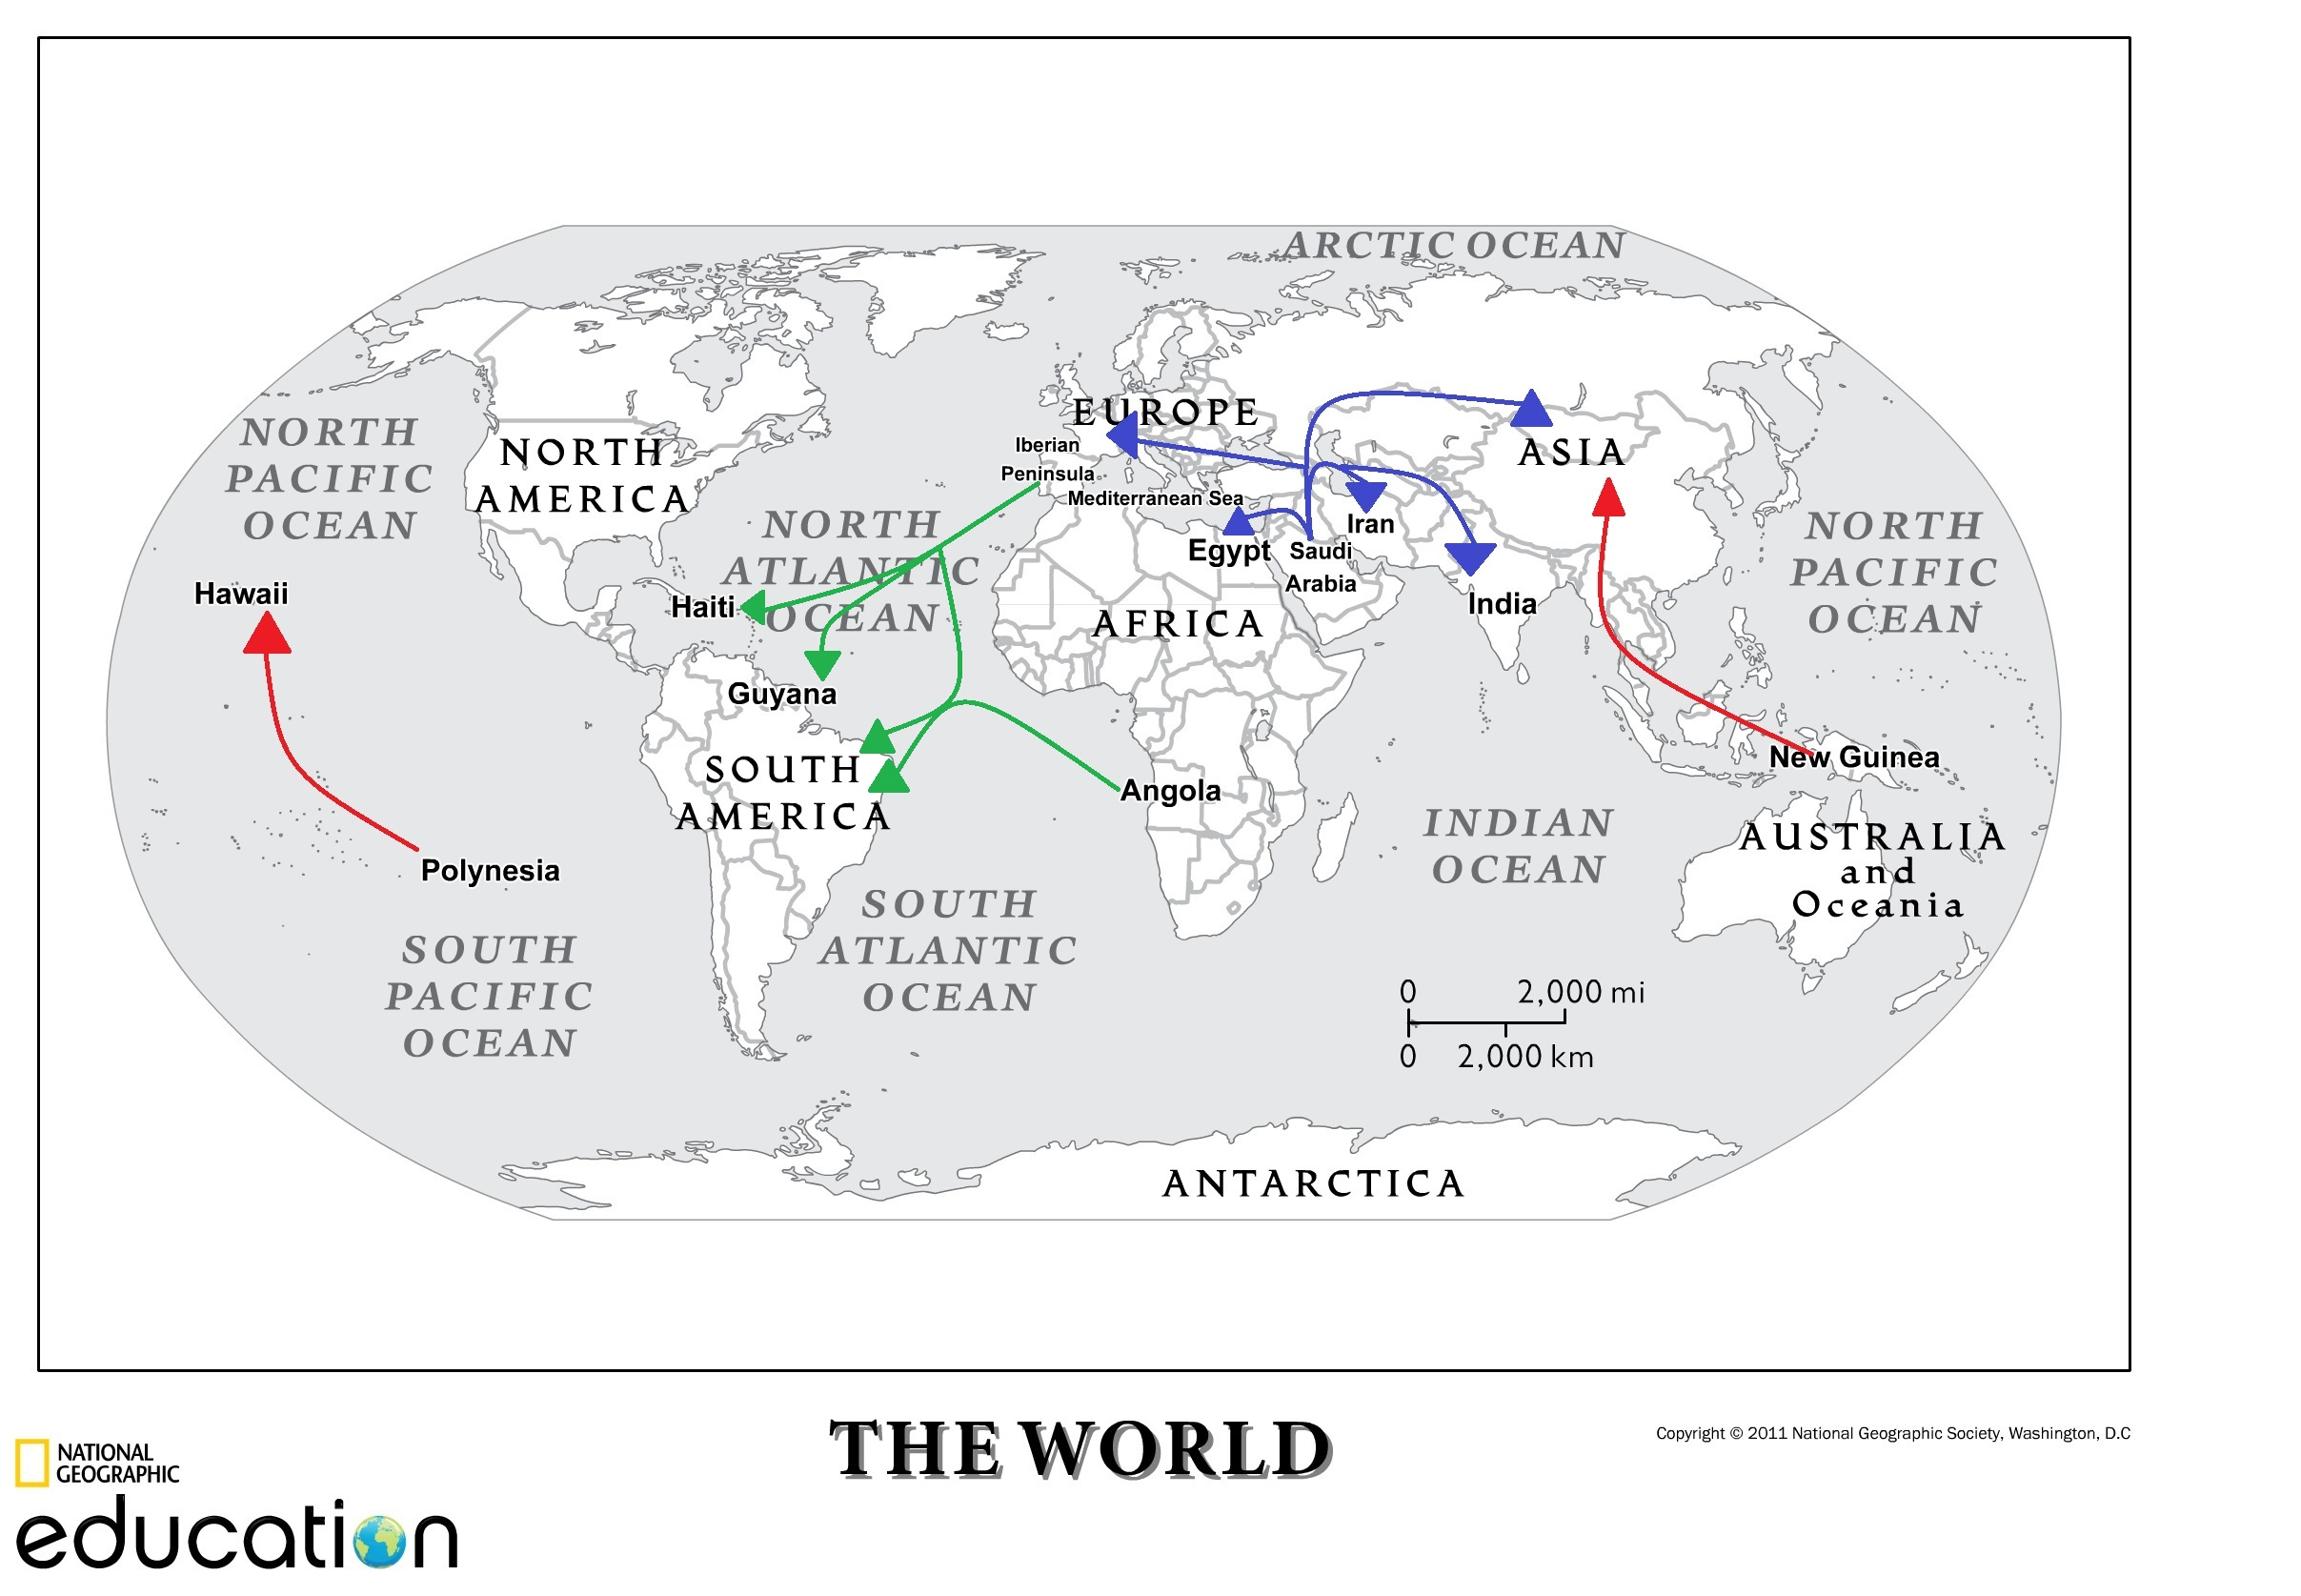 ARCTIC OCEAN
EUROPE
Iberian
Peninsula
Mediterranean Sea
NORTH
PACIFIC
OCEAN
NORTH
AMERICA
ASIA
NORTH
ATLANTIC
OCEAN
Iran
Egypt
Saudi
Arabia
NORTH
PACIFIC
OCEAN
Hawaii
Haiti
AFRICA
India
Guyana
SOUTH
AMERICA
Angola
New Guinea
Polynesia
INDIAN
OCEAN
AUSTRALIA
and
Oceania
SOUTH
PACIFIC
OCEAN
SOUTH
ATLANTIC
OCEAN
0 2,000 mi
0 2,000 km
ANTARCTICA
THE WORLD
Copyright © 2011 National Geographic Society, Washington, D.C
NATIONAL
GEOGRAPHIC
education